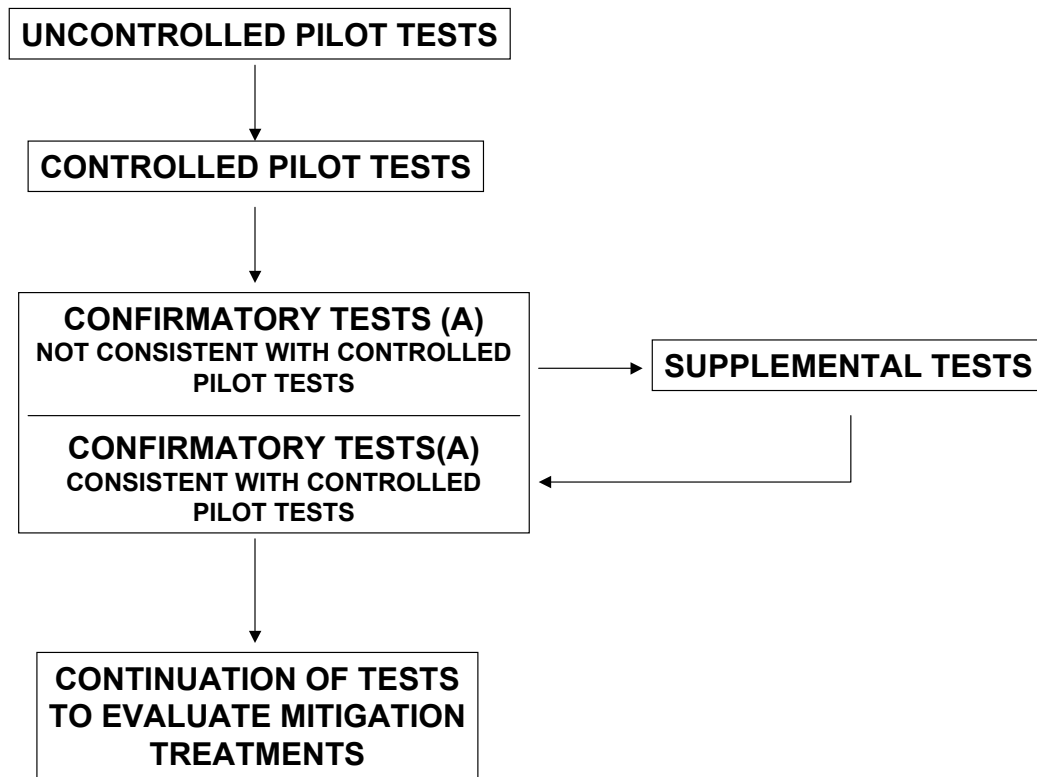 UNCONTROLLED PILOT TESTS
CONTROLLED PILOT TESTS
CONFIRMATORY TESTS (A)
NOT CONSISTENT WITH CONTROLLED
PILOT TESTS
SUPPLEMENTAL TESTS
CONFIRMATORY TESTS(A)
CONSISTENT WITH CONTROLLED
PILOT TESTS
CONTINUATION OF TESTS
TO EVALUATE MITIGATION
TREATMENTS